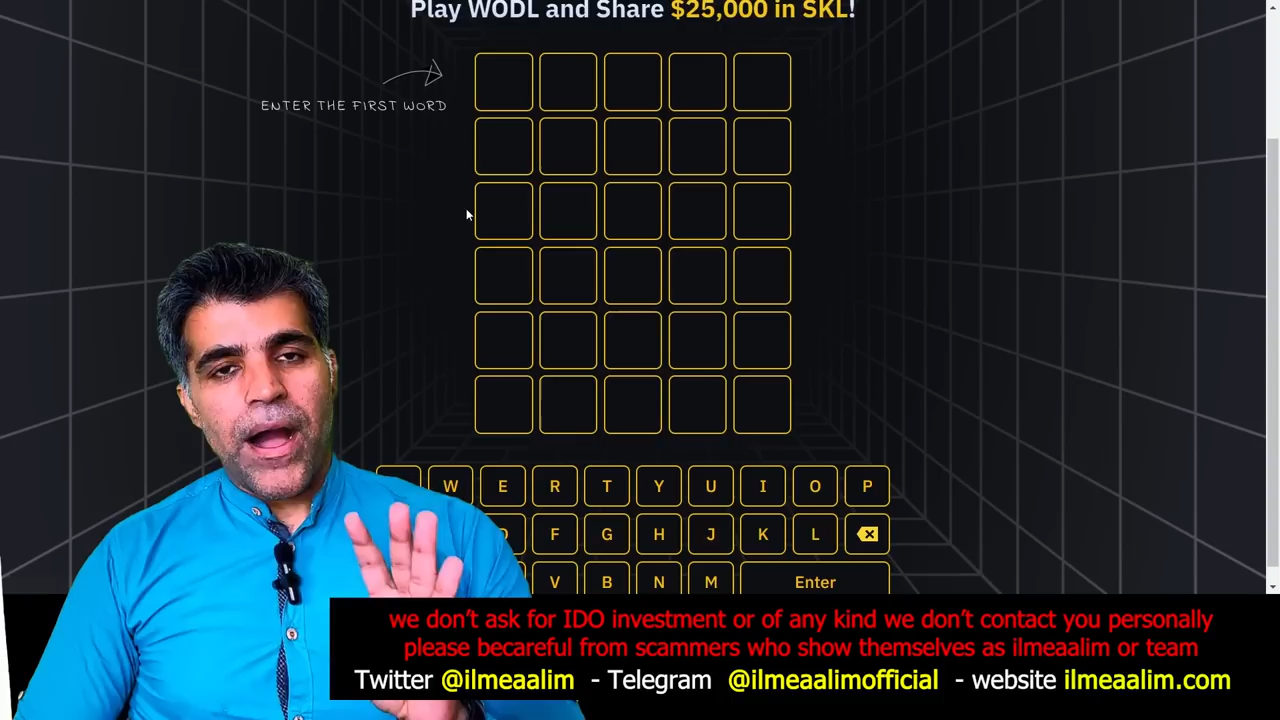 Play WODL and Share $25,000 in SKL!
ENTER THE FIRST WORD
W E R T Y U I O P
F G H J K L
V B N M Enter
we don't ask for IDO investment or of any kind we don't contact you personally
please becareful from scammers who show themselves as ilmeaalim or team
Twitter @ilmeaalim - Telegram @ilmeaalimofficial - website ilmeaalim.com